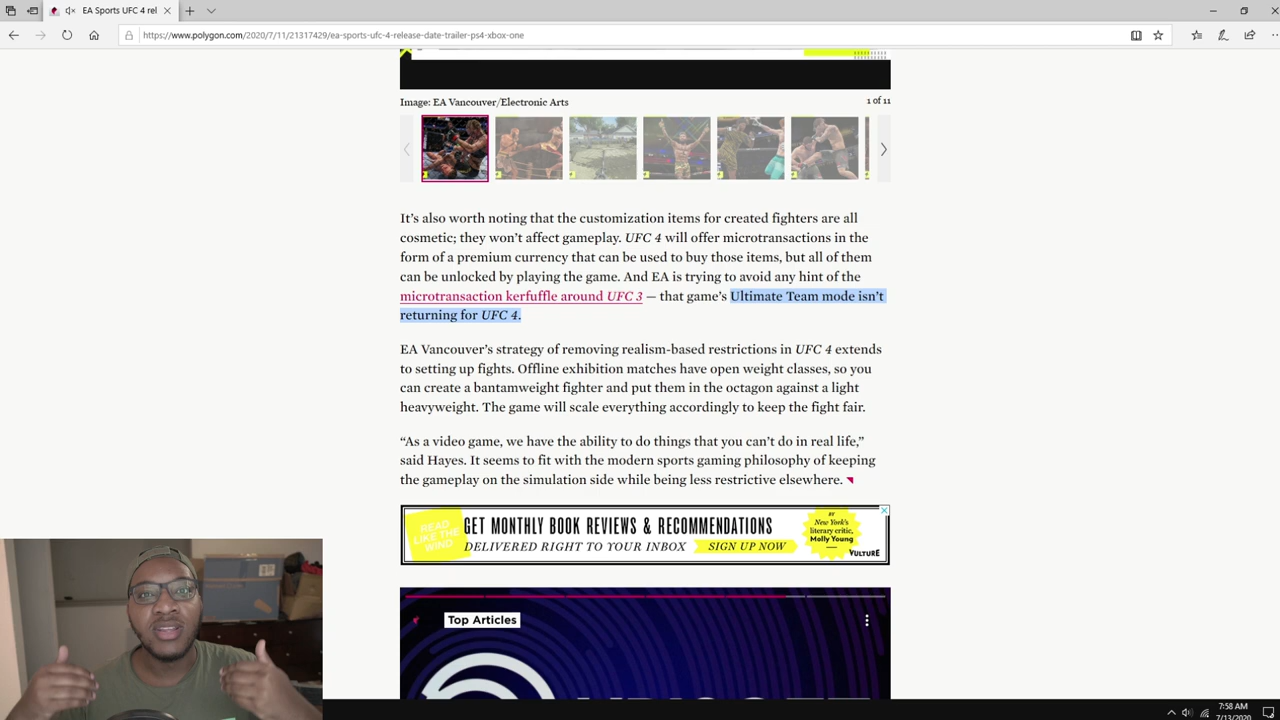 EA Sports UFC 4 rel
https://www.polygon.com/2020/7/11/21317429/ea-sports-ufc-4-release-date-trailer-ps4-xbox-one
Image: EA Vancouver/Electronic Arts
1 of 11
It’s also worth noting that the customization items for created fighters are all
cosmetic; they won’t affect gameplay. UFC 4 will offer microtransactions in the
form of a premium currency that can be used to buy those items, but all of them
can be unlocked by playing the game. And EA is trying to avoid any hint of the
microtransaction kerfuffle around UFC 3 — that game’s Ultimate Team mode isn’t
returning for UFC 4.
EA Vancouver’s strategy of removing realism-based restrictions in UFC 4 extends
to setting up fights. Offline exhibition matches have open weight classes, so you
can create a bantamweight fighter and put them in the octagon against a light
heavyweight. The game will scale everything accordingly to keep the fight fair.
“As a video game, we have the ability to do things that you can’t do in real life,”
said Hayes. It seems to fit with the modern sports gaming philosophy of keeping
the gameplay on the simulation side while being less restrictive elsewhere.
READ
LIKE THE
WIND
GET MONTHLY BOOK REVIEWS & RECOMMENDATIONS
DELIVERED RIGHT TO YOUR INBOX
SIGN UP NOW
BY
New York's
literary critic,
Molly Young
VULTURE
Top Articles
7:58 AM
7/13/2020